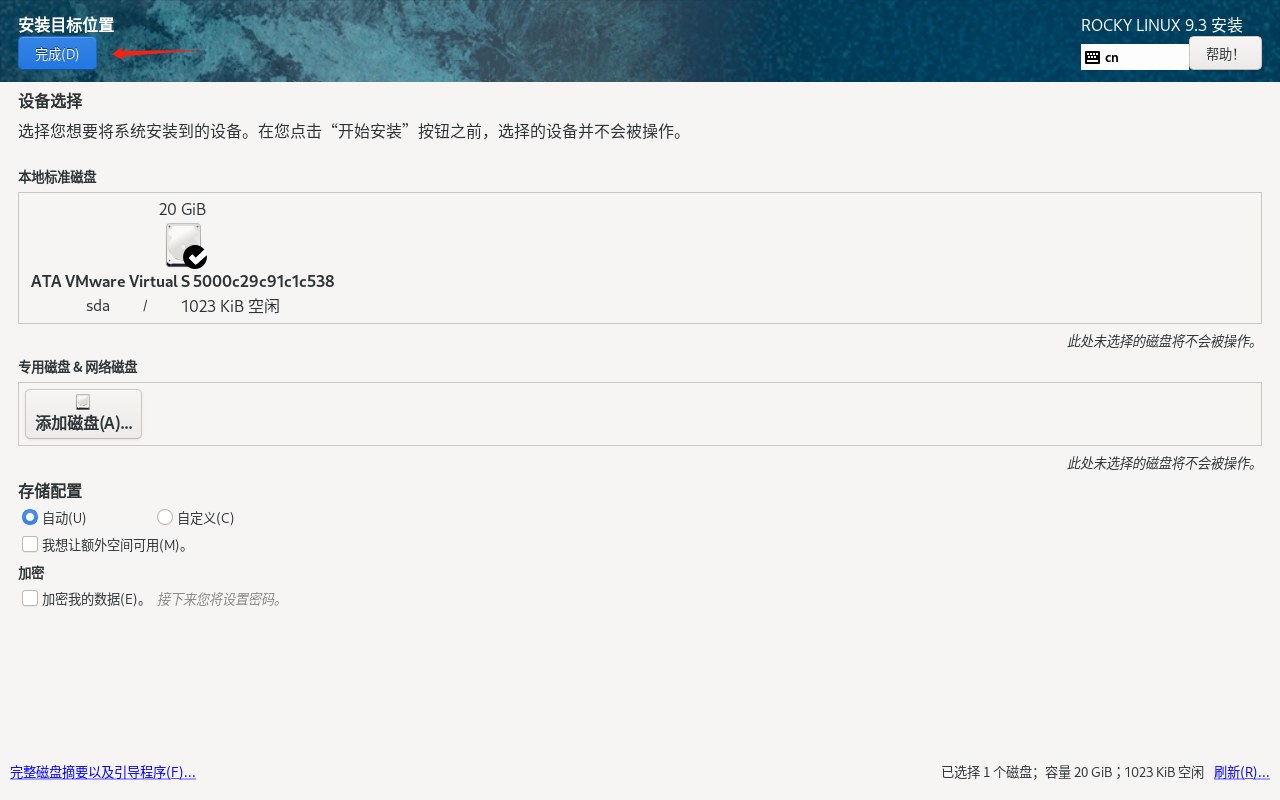 安装目标位置
ROCKY LINUX 9.3 安装
完成(D)
cn
帮助！
设备选择
选择您想要将系统安装到的设备。在您点击“开始安装”按钮之前，选择的设备并不会被操作。
本地标准磁盘
20 GiB
ATA VMware Virtual S 5000c29c91c1c538
sda / 1023 KiB 空闲
此处未选择的磁盘将不会被操作。
专用磁盘 & 网络磁盘
添加磁盘(A)...
此处未选择的磁盘将不会被操作。
存储配置
自动(U) 自定义(C)
我想让额外空间可用(M)。
加密
加密我的数据(E)。 接下来您将设置密码。
完整磁盘摘要以及引导程序(F)... 已选择 1 个磁盘；容量 20 GiB；1023 KiB 空闲 刷新(R)...